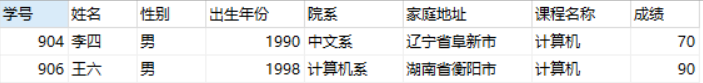 学号 姓名 性别 出生年份 院系 家庭地址 课程名称 成绩
904 李四 男 1990 中文系 辽宁省阜新市 计算机 70
906 王六 男 1998 计算机系 湖南省衡阳市 计算机 90